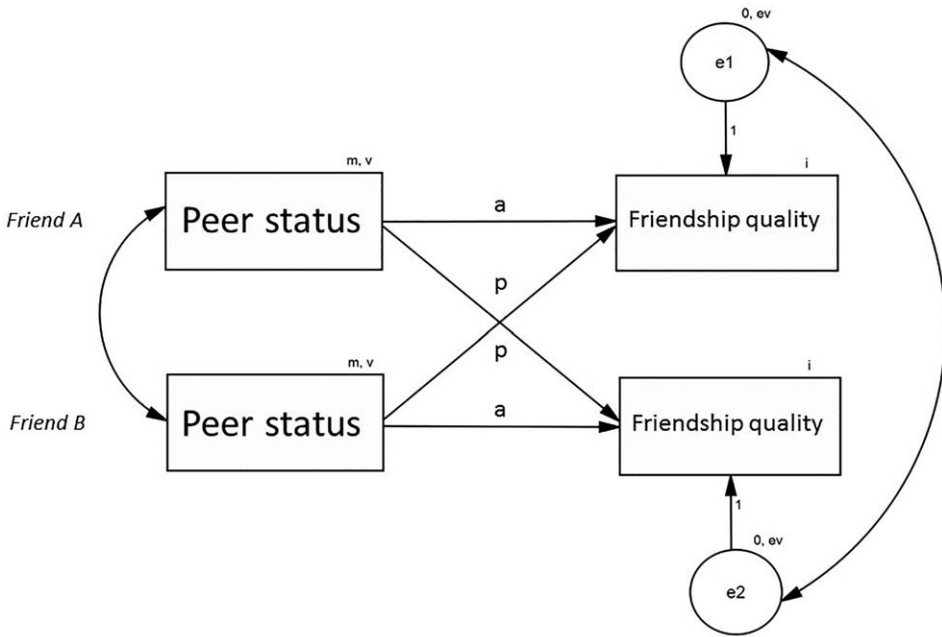 0, ev
e1
1
m, v
i
Friend A
Peer status
a
Friendship quality
p
p
m, v
i
Friend B
Peer status
a
Friendship quality
1
0, ev
e2